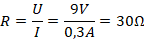 R = U/I = 9V/0,3A = 30Ω